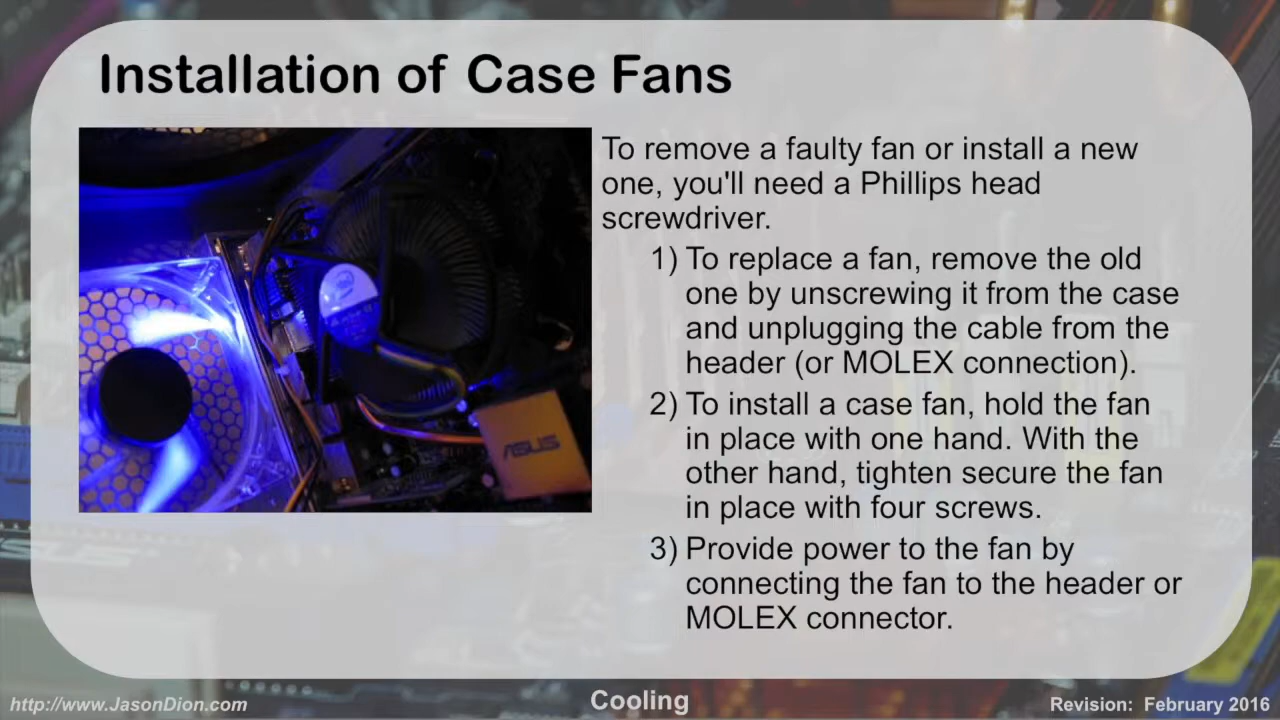 Installation of Case Fans
To remove a faulty fan or install a new
one, you'll need a Phillips head
screwdriver.
1) To replace a fan, remove the old
one by unscrewing it from the case
and unplugging the cable from the
header (or MOLEX connection).
2) To install a case fan, hold the fan
in place with one hand. With the
other hand, tighten secure the fan
in place with four screws.
3) Provide power to the fan by
connecting the fan to the header or
MOLEX connector.
ASUS
http://www.JasonDion.com
Cooling
Revision: February 2016